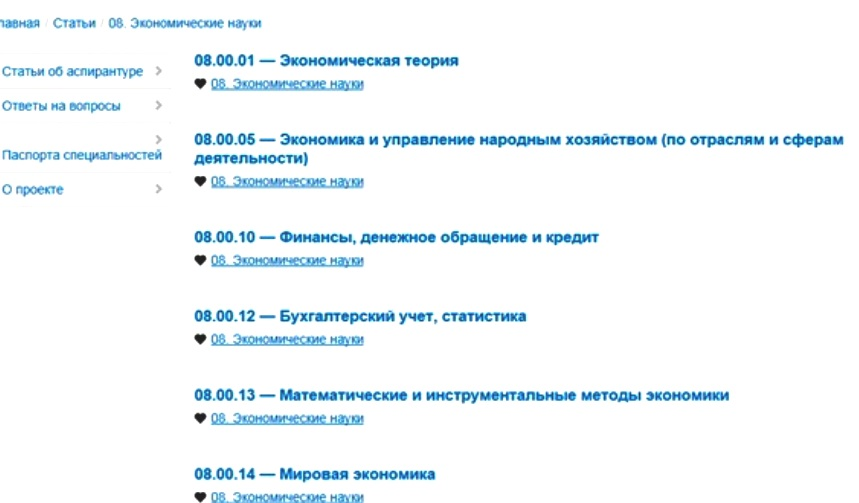 лавная / Статьи / 08. Экономические науки
Статьи об аспирантуре
Ответы на вопросы
Паспорта специальностей
О проекте
08.00.01 — Экономическая теория
08. Экономические науки
08.00.05 — Экономика и управление народным хозяйством (по отраслям и сферам
деятельности)
08. Экономические науки
08.00.10 — Финансы, денежное обращение и кредит
08. Экономические науки
08.00.12 — Бухгалтерский учет, статистика
08. Экономические науки
08.00.13 — Математические и инструментальные методы экономики
08. Экономические науки
08.00.14 — Мировая экономика
08. Экономические науки